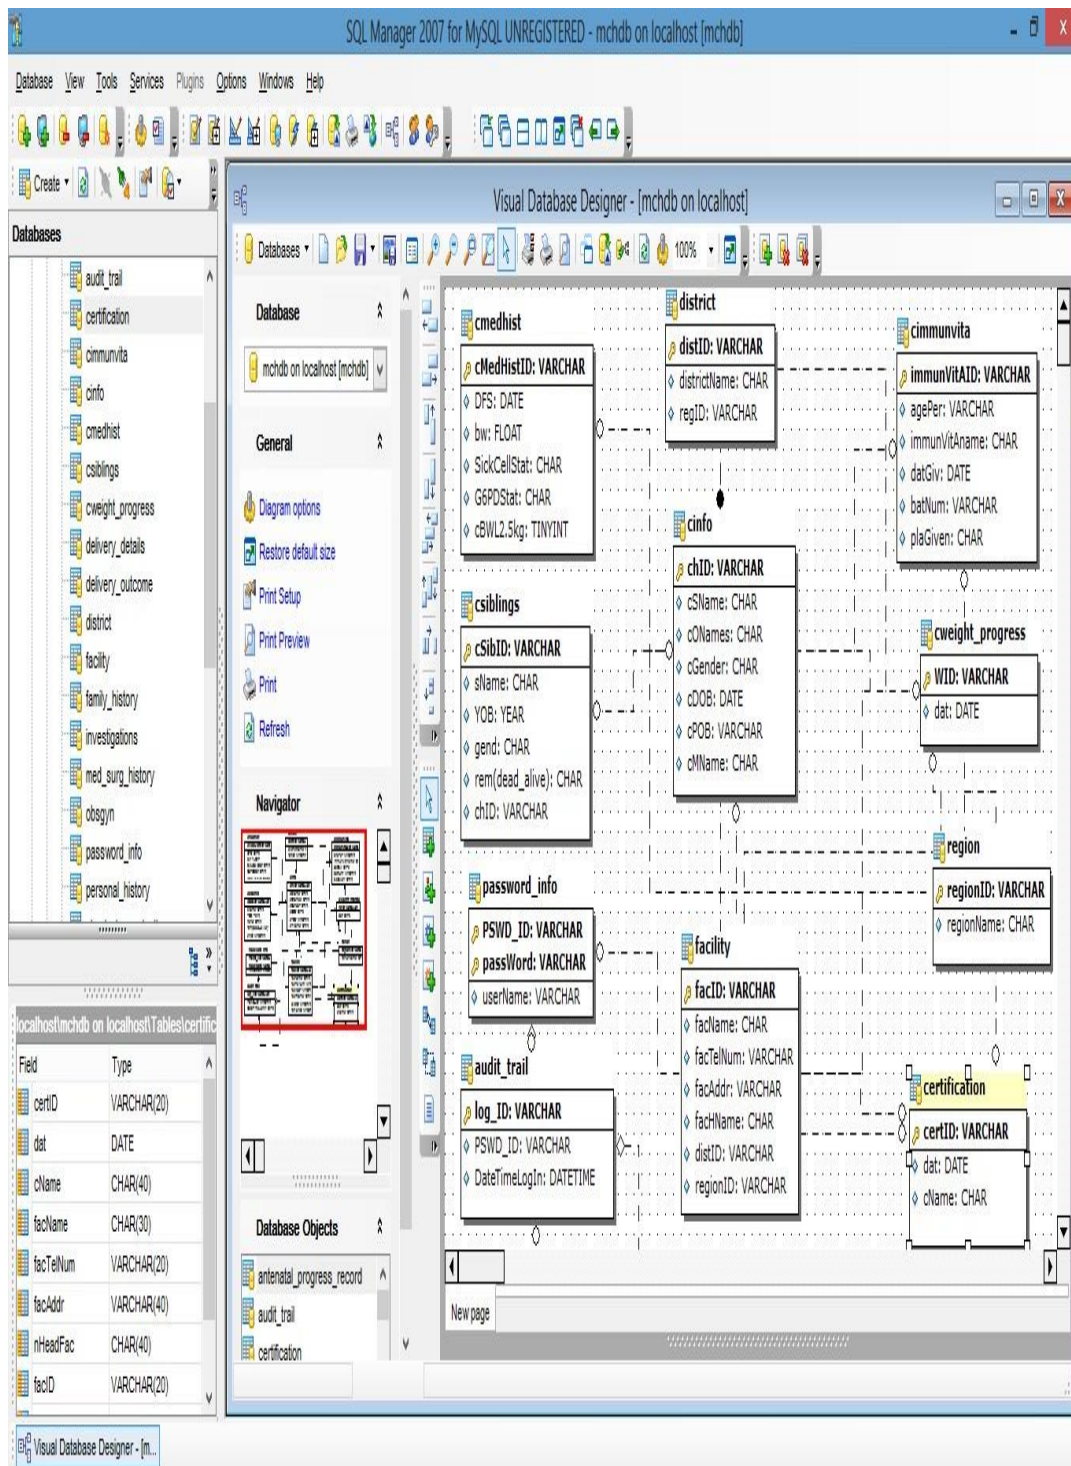 SQL Manager 2007 for MySQL UNREGISTERED - mchdb on localhost [mchdb]
Database View Tools Services Plugins Options Windows Help
Create
Databases
audit_trail
certification
cimmunvita
cinfo
cmedhist
csiblings
cweight_progress
delivery_details
delivery_outcome
district
facility
family_history
investigations
med_surg_history
obsgyn
password_info
personal_history
localhost\mchdb on localhost\Tables\certific
Field Type
certID VARCHAR(20)
dat DATE
cName CHAR(40)
facName CHAR(30)
facTelNum VARCHAR(20)
facAddr VARCHAR(40)
nHeadFac CHAR(40)
facID VARCHAR(20)
Visual Database Designer - [mchdb on localhost]
Databases 100%
Database
mchdb on localhost [mchdb]
General
Diagram options
Restore default size
Print Setup
Print Preview
Print
Refresh
Navigator
Database Objects
antenatal_progress_record
audit_trail
certification
cmedhist
cMedHistID: VARCHAR
DFS: DATE
bw: FLOAT
SickCellStat: CHAR
G6PDStat: CHAR
cBWL2.5kg: TINYINT
district
distID: VARCHAR
districtName: CHAR
regID: VARCHAR
cimmunvita
immunVitAID: VARCHAR
agePer: VARCHAR
immunVitAname: CHAR
datGiv: DATE
batNum: VARCHAR
plaGiven: CHAR
csiblings
cSibID: VARCHAR
sName: CHAR
YOB: YEAR
gend: CHAR
rem(dead_alive): CHAR
chID: VARCHAR
cinfo
chID: VARCHAR
cSName: CHAR
cONames: CHAR
cGender: CHAR
cDOB: DATE
cPOB: VARCHAR
cMName: CHAR
cweight_progress
WID: VARCHAR
dat: DATE
region
regionID: VARCHAR
regionName: CHAR
password_info
PSWD_ID: VARCHAR
passWord: VARCHAR
userName: VARCHAR
facility
facID: VARCHAR
facName: CHAR
facTelNum: VARCHAR
facAddr: VARCHAR
facHName: CHAR
distID: VARCHAR
regionID: VARCHAR
audit_trail
log_ID: VARCHAR
PSWD_ID: VARCHAR
DateTimeLogIn: DATETIME
certification
certID: VARCHAR
dat: DATE
cName: CHAR
New page
Visual Database Designer - [m...